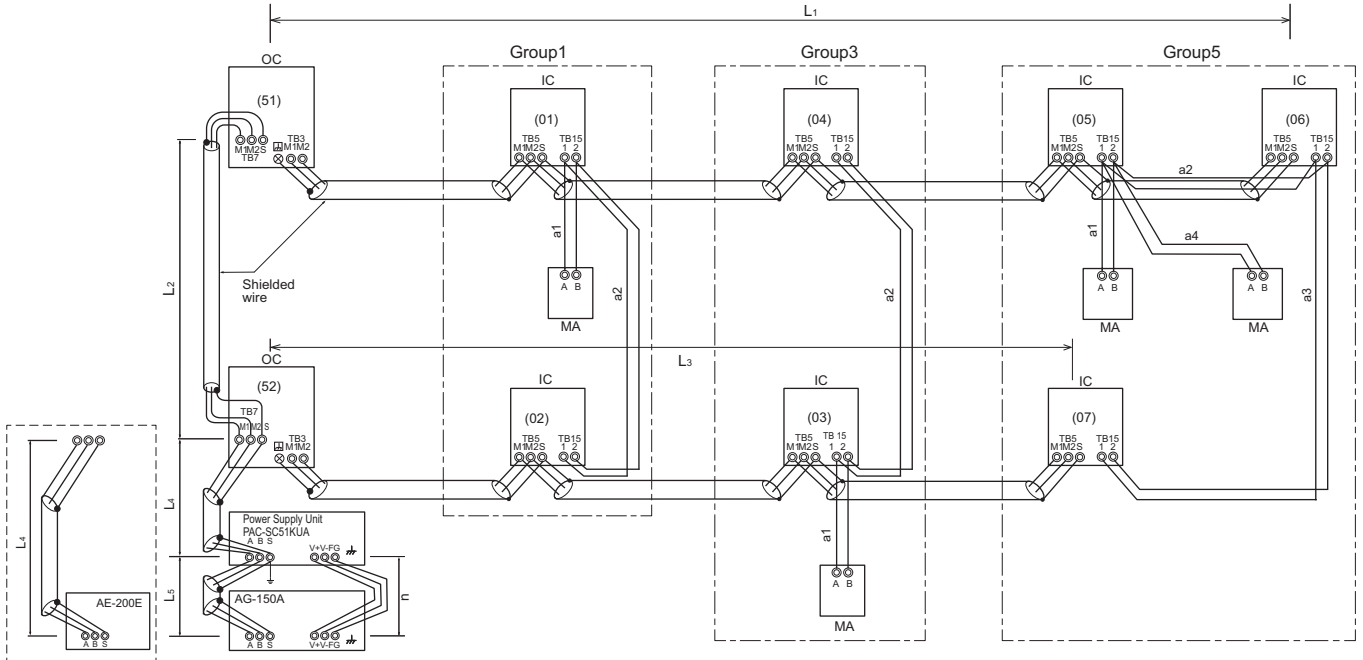 L1
Group1
Group3
Group5
OC
(51)
M1M2S
TB7
TB3
M1M2
IC
(01)
TB5
M1M2S
TB15
1 2
IC
(04)
TB5
M1M2S
TB15
1 2
IC
(05)
TB5
M1M2S
TB15
1 2
IC
(06)
TB5
M1M2S
TB15
1 2
a2
a1
a2
a2
a1
a4
a3
A B
MA
A B
MA
A B
MA
L2
Shielded
wire
L3
OC
(52)
TB7
M1M2 S
TB3
M1M2
IC
(02)
TB5
M1M2S
TB15
1 2
IC
(03)
TB5
M1M2S
TB 15
1 2
IC
(07)
TB5
M1M2S
TB15
1 2
a1
A B
MA
L4
Power Supply Unit
PAC-SC51KUA
A B S
V+V-FG
L5
n
AG-150A
A B S
V+V-FG
L4
AE-200E
A B S